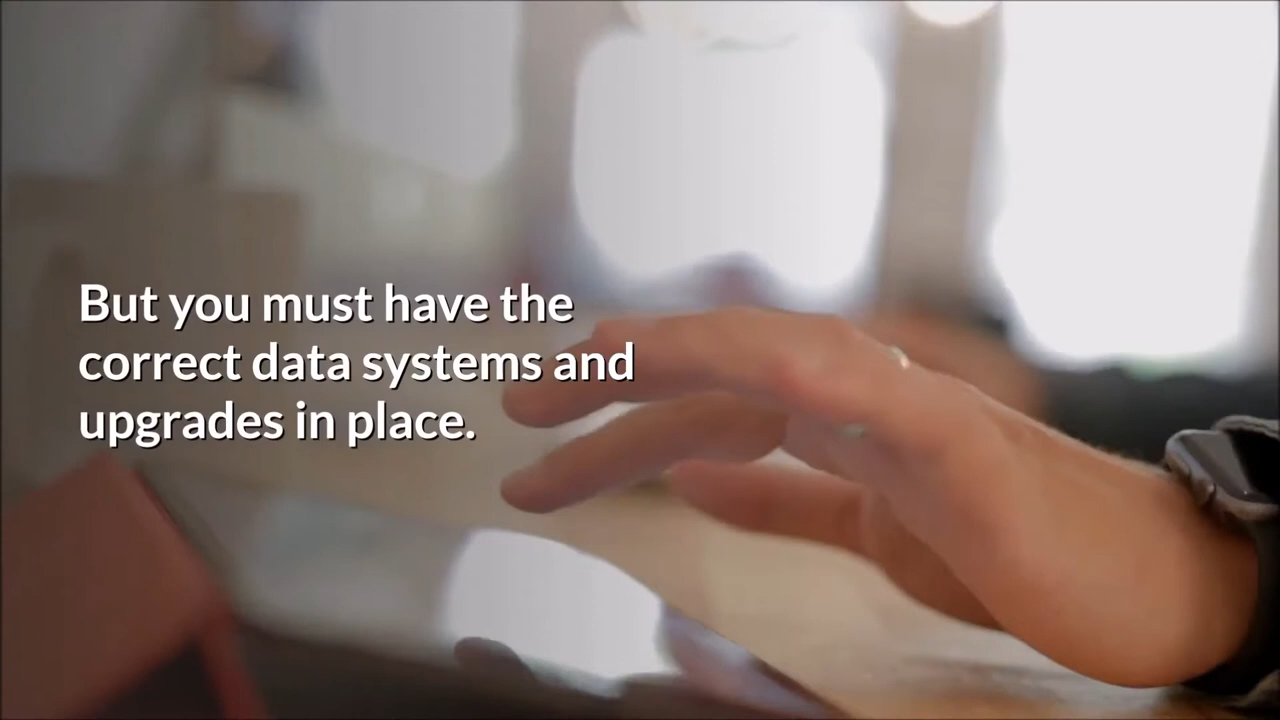 But you must have the
correct data systems and
upgrades in place.